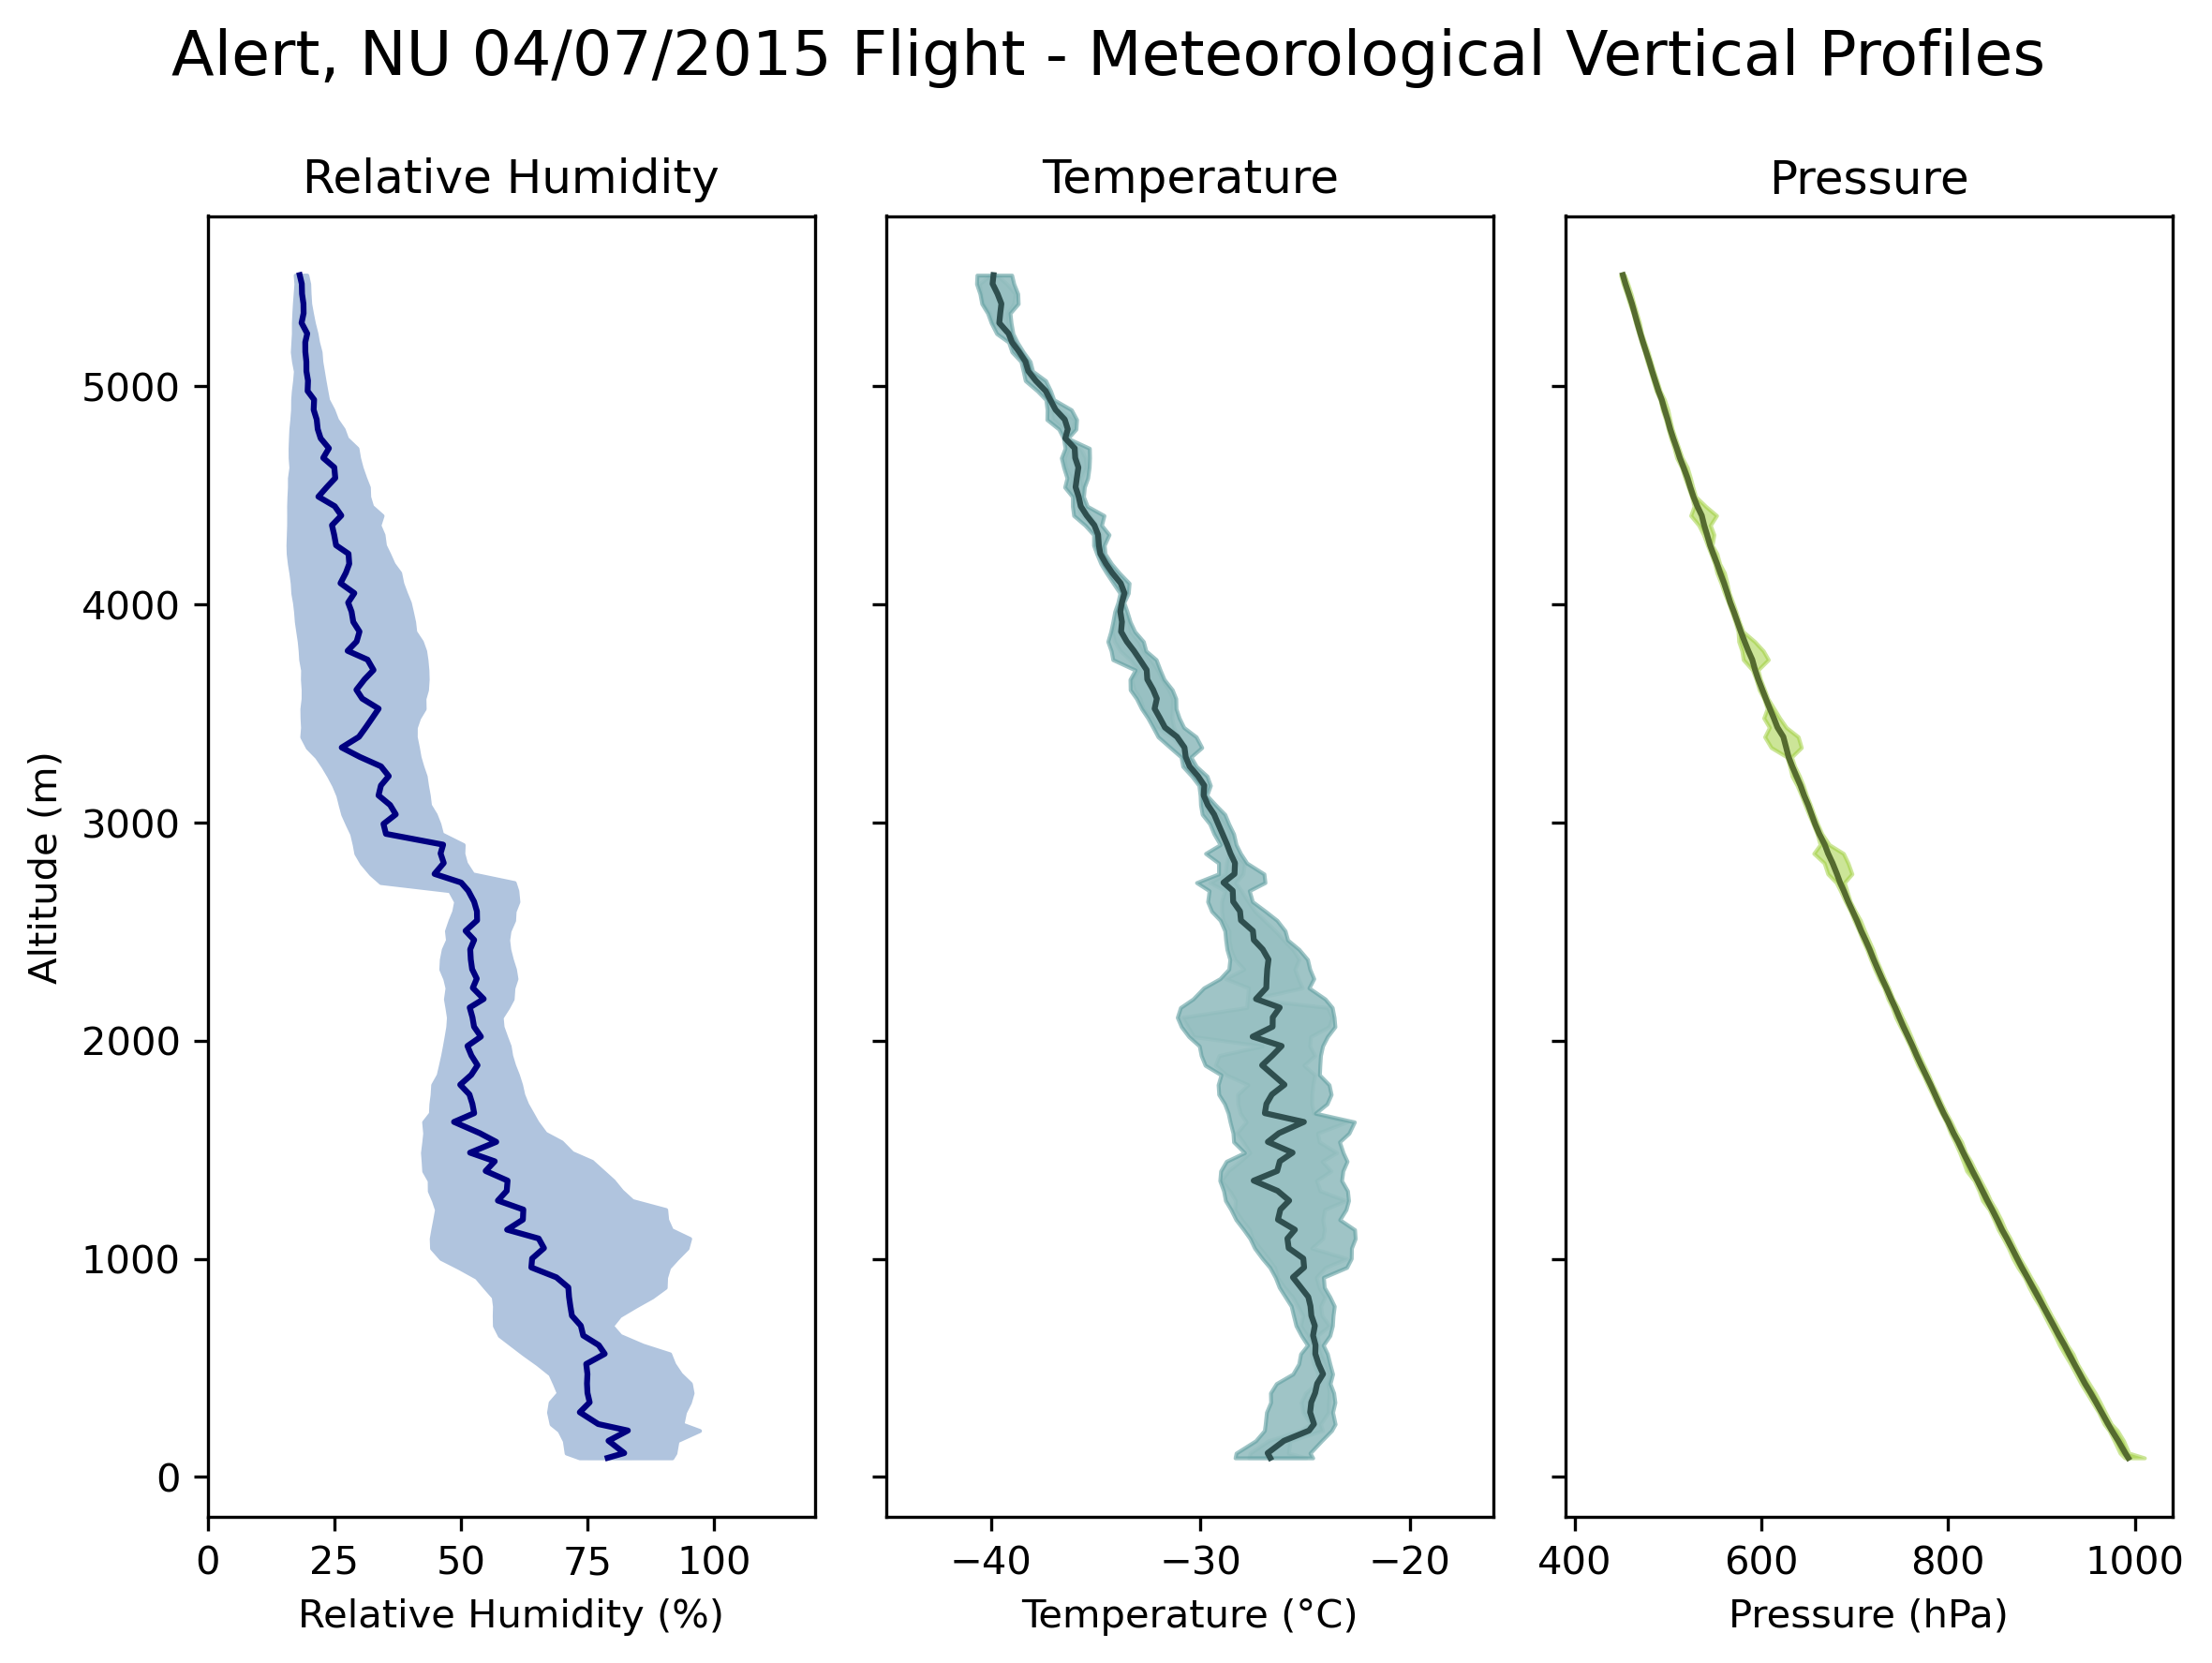 Alert, NU 04/07/2015 Flight - Meteorological Vertical Profiles
Relative Humidity
Temperature
Pressure
Altitude (m)
5000
4000
3000
2000
1000
0
0 25 50 75 100
−40 −30 −20
400 600 800 1000
Relative Humidity (%)
Temperature (°C)
Pressure (hPa)